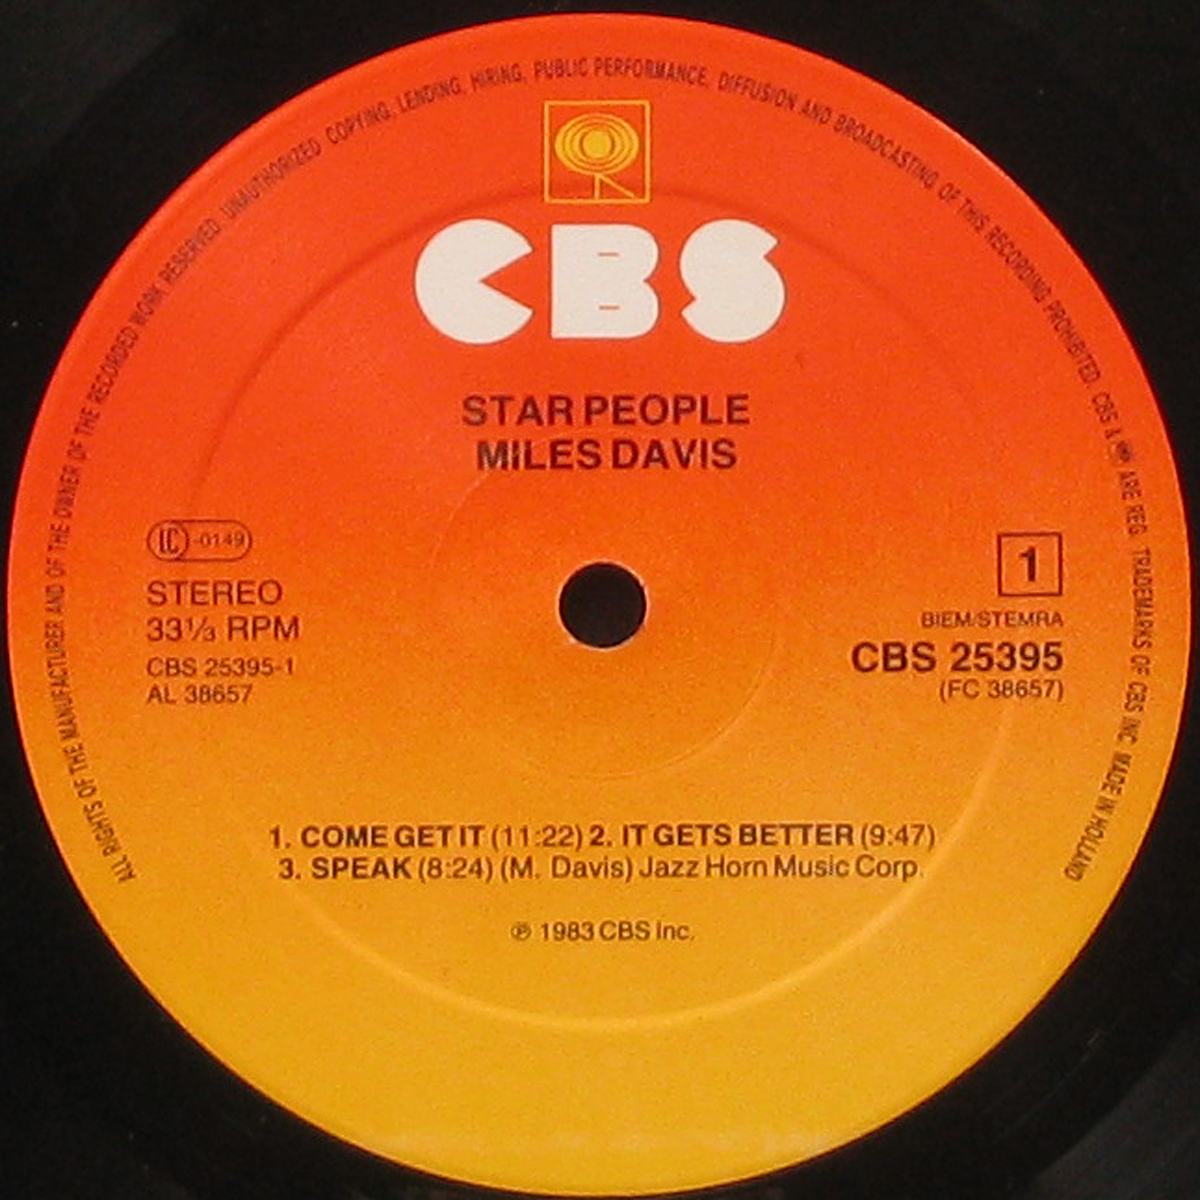 ALL RIGHTS OF THE MANUFACTURER AND OF THE OWNER OF THE RECORDED WORK RESERVED. UNAUTHORIZED COPYING, LENDING, HIRING, PUBLIC PERFORMANCE, DIFFUSION AND BROADCASTING OF THIS RECORDING PROHIBITED. CBS & ARE REG. TRADEMARKS OF CBS INC. MADE IN HOLLAND
CBS
STAR PEOPLE
MILES DAVIS
LC -0149
STEREO
33⅓ RPM
CBS 25395-1
AL 38657
1
BIEM/STEMRA
CBS 25395
(FC 38657)
1. COME GET IT (11:22) 2. IT GETS BETTER (9:47)
3. SPEAK (8:24) (M. Davis) Jazz Horn Music Corp.
℗ 1983 CBS Inc.